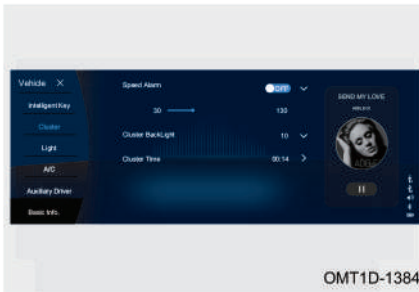 Vehicle X
Intelligent Key
Cluster
Light
A/C
Auxiliary Driver
Basic Info.
Speed Alarm OFF
30 130
Cluster BackLight 10
Cluster Time 00:14
SEND MY LOVE
ADELE
OMT1D-1384